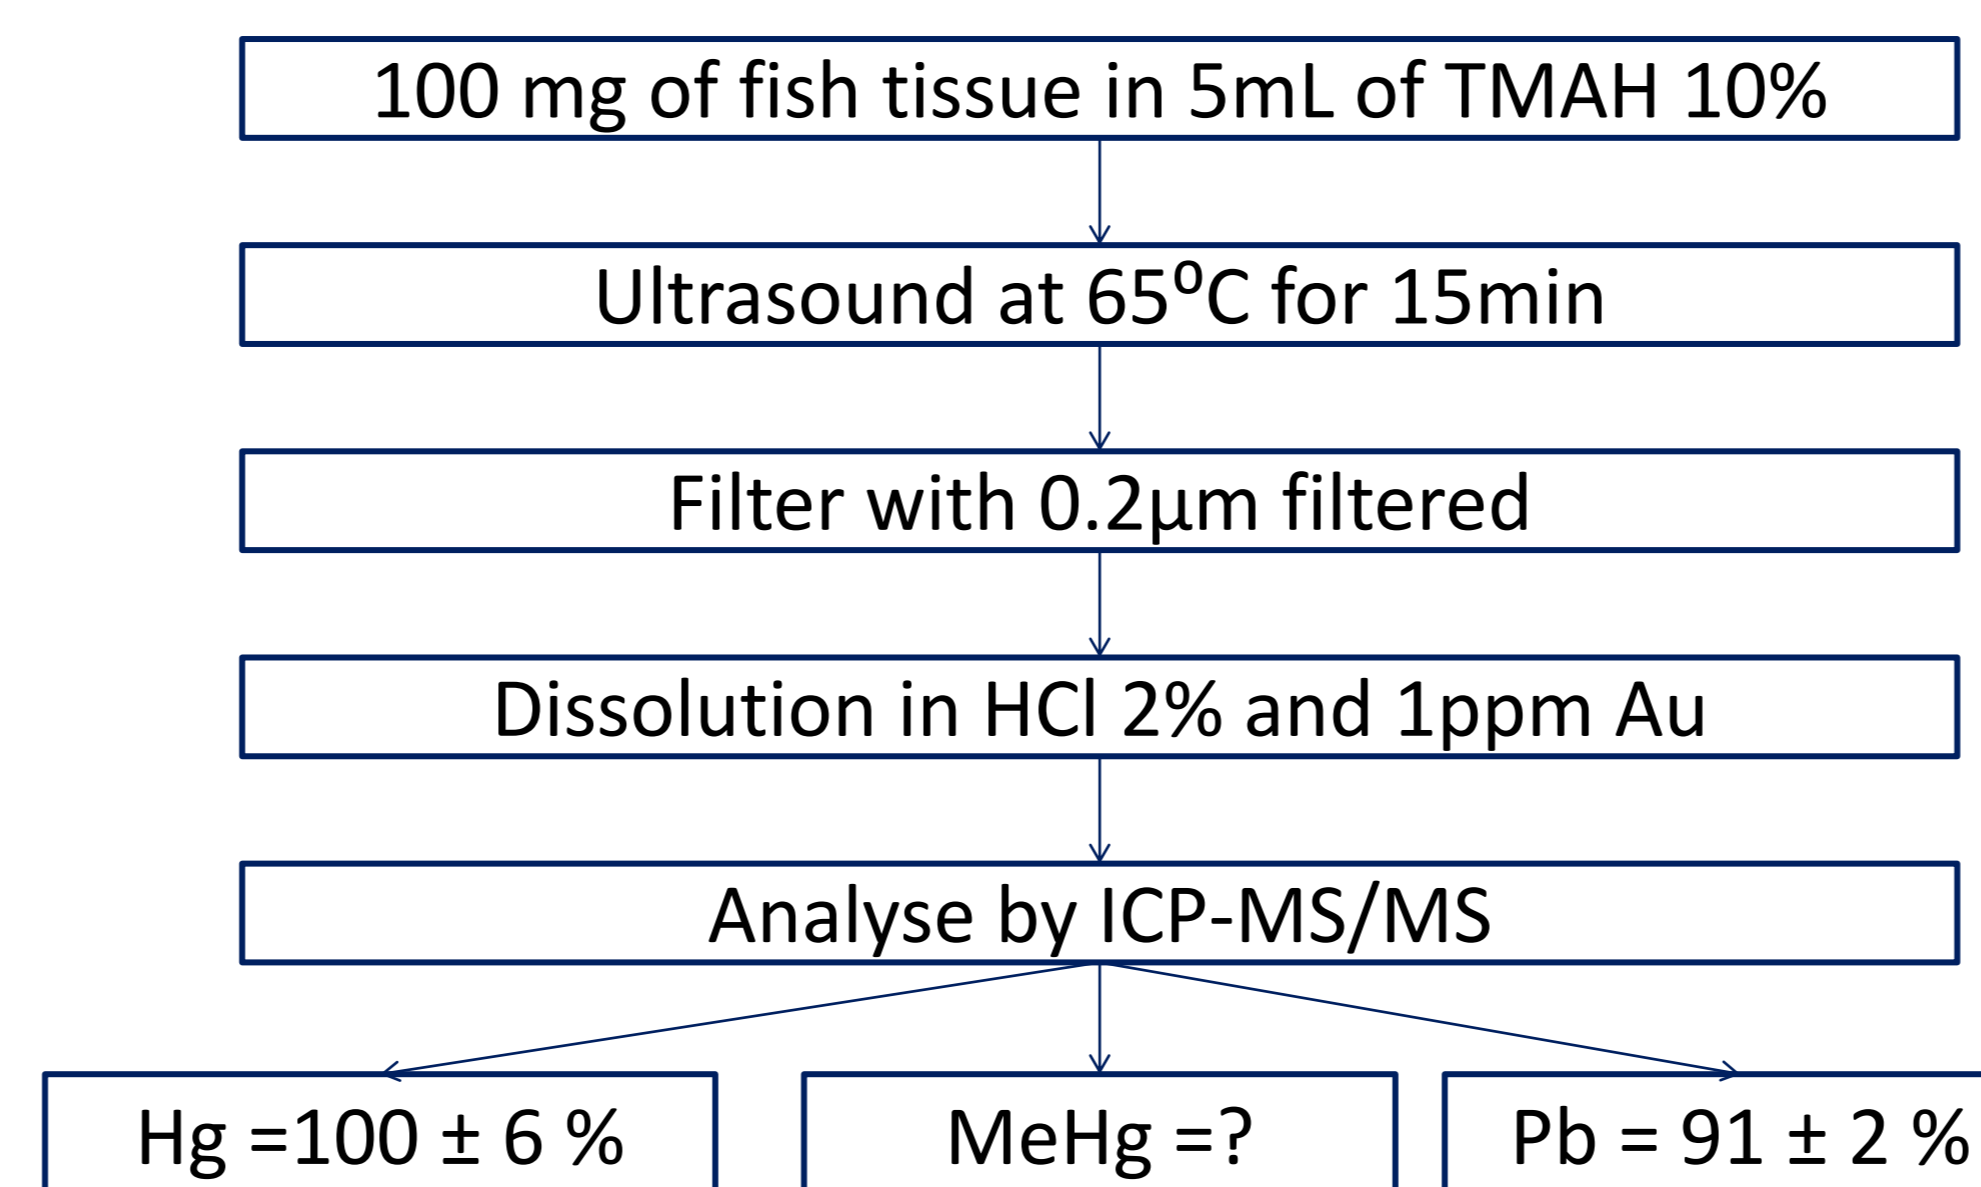 100 mg of fish tissue in 5mL of TMAH 10%
Ultrasound at 65⁰C for 15min
Filter with 0.2µm filtered
Dissolution in HCl 2% and 1ppm Au
Analyse by ICP-MS/MS
Hg =100 ± 6 %
MeHg =?
Pb = 91 ± 2 %